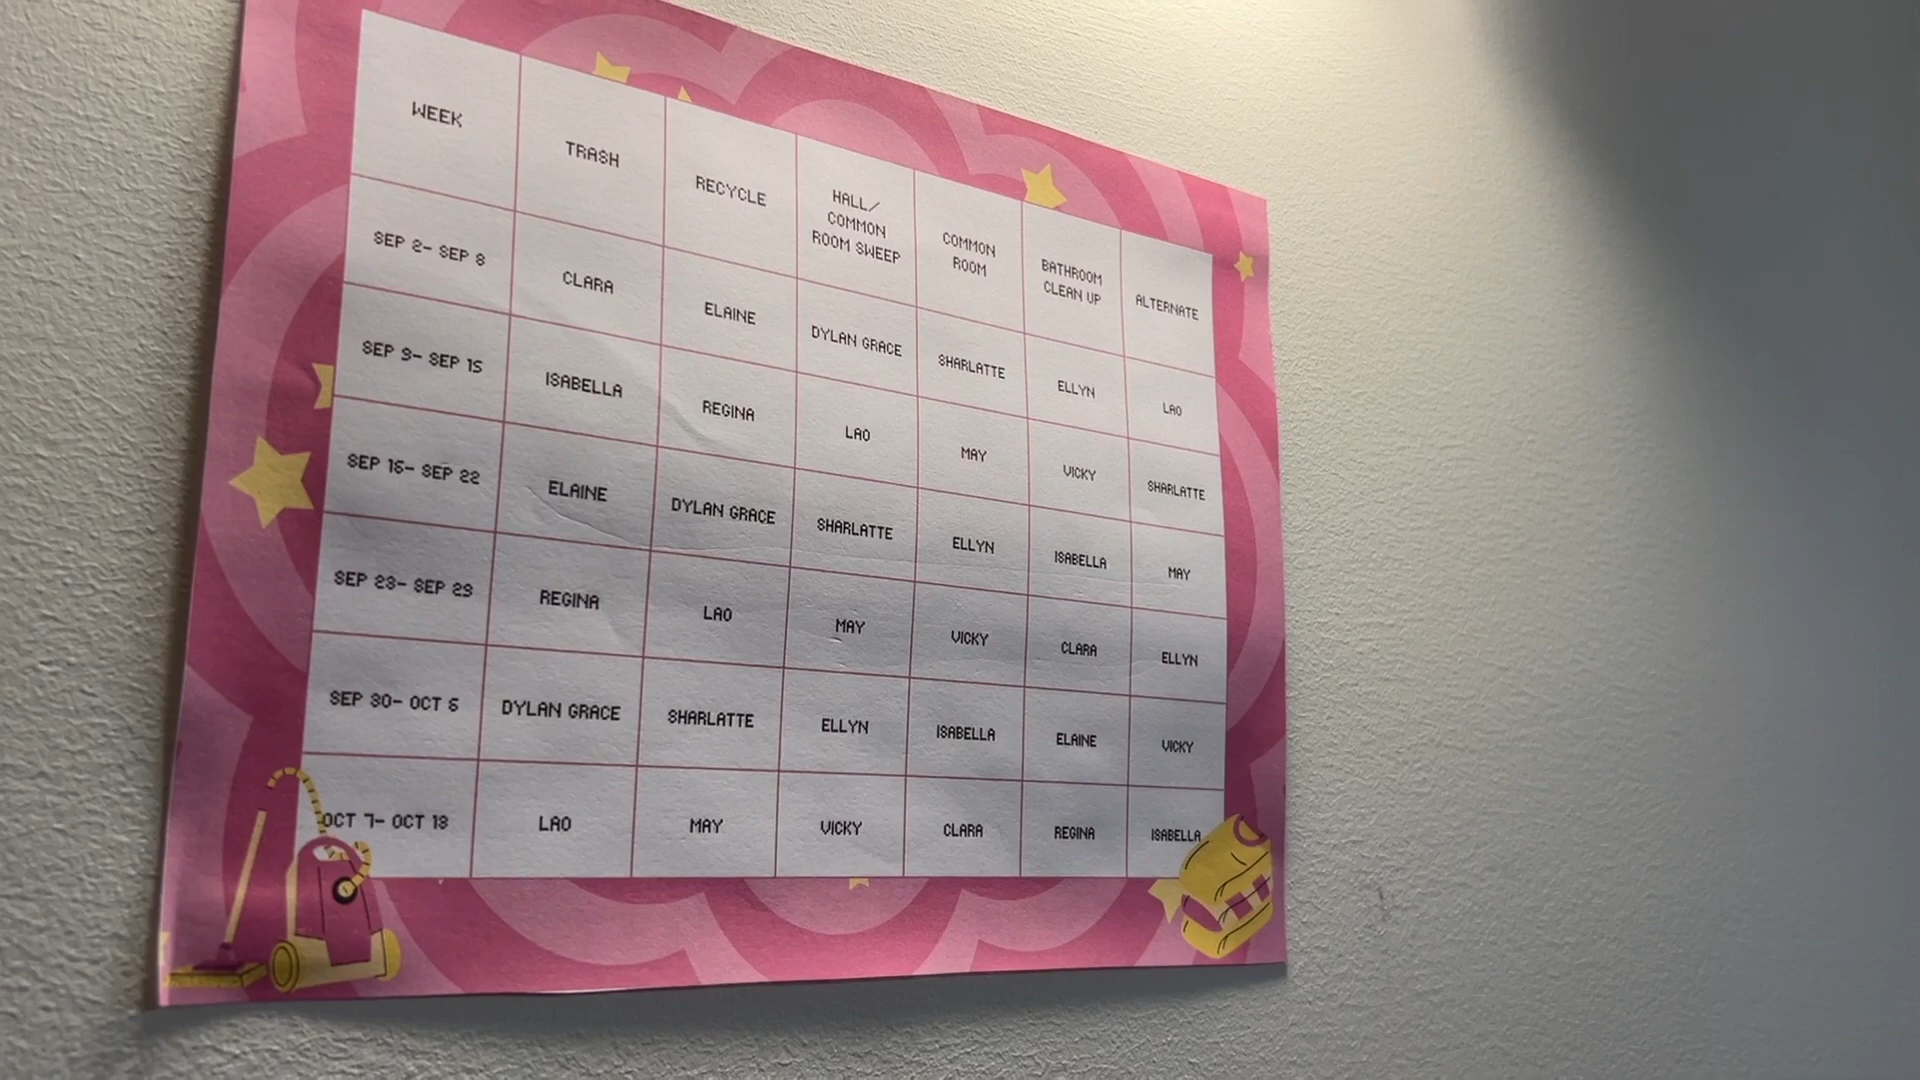 WEEK
TRASH
RECYCLE
HALL/
COMMON
ROOM SWEEP
COMMON
ROOM
BATHROOM
CLEAN UP
ALTERNATE
SEP 2- SEP 8
CLARA
ELAINE
DYLAN GRACE
SHARLATTE
ELLYN
LAO
SEP 9- SEP 15
ISABELLA
REGINA
LAO
MAY
VICKY
SHARLATTE
SEP 16- SEP 22
ELAINE
DYLAN GRACE
SHARLATTE
ELLYN
ISABELLA
MAY
SEP 23- SEP 29
REGINA
LAO
MAY
VICKY
CLARA
ELLYN
SEP 30- OCT 6
DYLAN GRACE
SHARLATTE
ELLYN
ISABELLA
ELAINE
VICKY
OCT 7- OCT 13
LAO
MAY
VICKY
CLARA
REGINA
ISABELLA